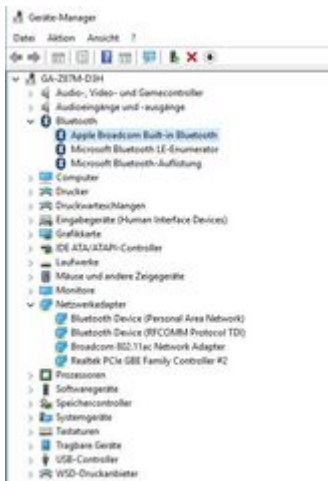 Geräte-Manager
Datei Aktion Ansicht ?
GA-Z87M-D3H
Audio-, Video- und Gamecontroller
Audioeingänge und -ausgänge
Bluetooth
Apple Broadcom Built-in Bluetooth
Microsoft Bluetooth LE-Enumerator
Microsoft Bluetooth-Auflistung
Computer
Drucker
Druckwarteschlangen
Eingabegeräte (Human Interface Devices)
Grafikkarte
IDE ATA/ATAPI-Controller
Laufwerke
Mäuse und andere Zeigegeräte
Monitore
Netzwerkadapter
Bluetooth Device (Personal Area Network)
Bluetooth Device (RFCOMM Protocol TDI)
Broadcom 802.11ac Network Adapter
Realtek PCIe GBE Family Controller #2
Prozessoren
Softwaregeräte
Speichercontroller
Systemgeräte
Tastaturen
Tragbare Geräte
USB-Controller
WSD-Druckanbieter